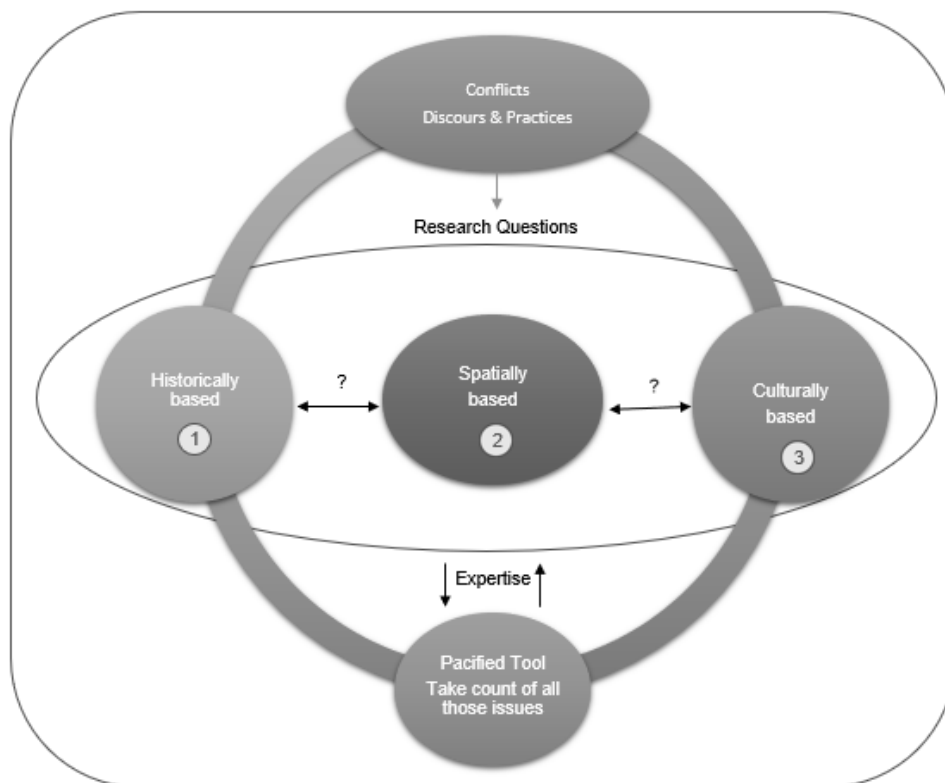 Conflicts
Discours & Practices
Research Questions
Historically
based
1
?
Spatially
based
2
?
Culturally
based
3
Expertise
Pacified Tool
Take count of all
those issues